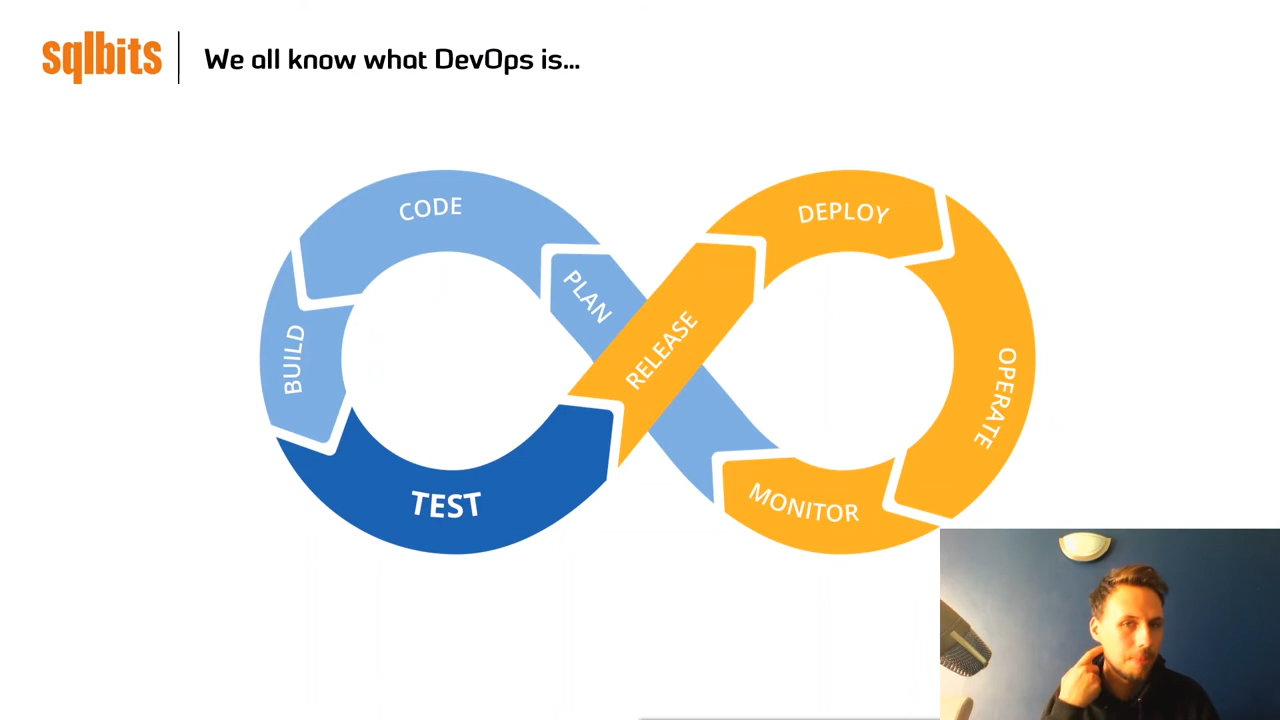 sqlbits
We all know what DevOps is...
CODE
DEPLOY
PLAN
RELEASE
BUILD
OPERATE
TEST
MONITOR